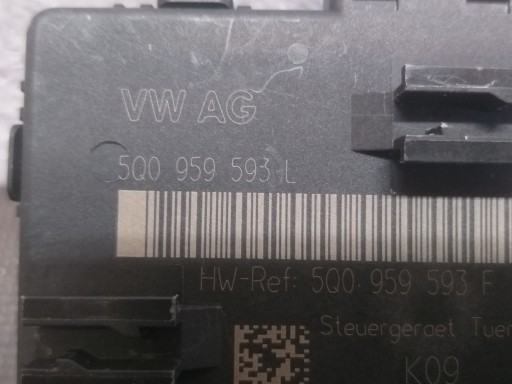 VW AG
5Q0 959 593 L
HW-Ref: 5Q0 959 593 F
Steuergeraet Tuer
K09